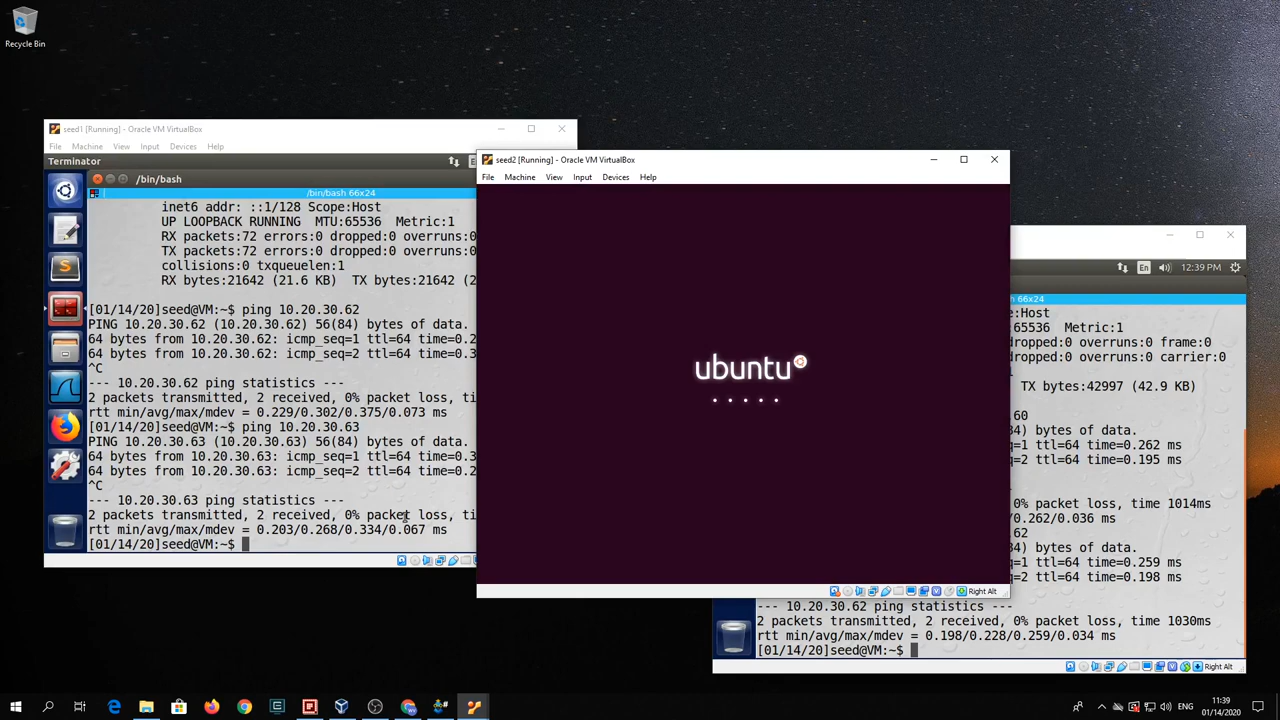 Recycle Bin
seed1 [Running] - Oracle VM VirtualBox
File Machine View Input Devices Help
Terminator
/bin/bash
/bin/bash 66x24
inet6 addr: ::1/128 Scope:Host
UP LOOPBACK RUNNING MTU:65536 Metric:1
RX packets:72 errors:0 dropped:0 overruns:0
TX packets:72 errors:0 dropped:0 overruns:0
collisions:0 txqueuelen:1
RX bytes:21642 (21.6 KB) TX bytes:21642 (2
[01/14/20]seed@VM:~$ ping 10.20.30.62
PING 10.20.30.62 (10.20.30.62) 56(84) bytes of data.
64 bytes from 10.20.30.62: icmp_seq=1 ttl=64 time=0.3
64 bytes from 10.20.30.62: icmp_seq=2 ttl=64 time=0.2
^C
--- 10.20.30.62 ping statistics ---
2 packets transmitted, 2 received, 0% packet loss, ti
rtt min/avg/max/mdev = 0.229/0.302/0.375/0.073 ms
[01/14/20]seed@VM:~$ ping 10.20.30.63
PING 10.20.30.63 (10.20.30.63) 56(84) bytes of data.
64 bytes from 10.20.30.63: icmp_seq=1 ttl=64 time=0.3
64 bytes from 10.20.30.63: icmp_seq=2 ttl=64 time=0.2
^C
--- 10.20.30.63 ping statistics ---
2 packets transmitted, 2 received, 0% packet loss, ti
rtt min/avg/max/mdev = 0.203/0.268/0.334/0.067 ms
[01/14/20]seed@VM:~$
seed2 [Running] - Oracle VM VirtualBox
File Machine View Input Devices Help
ubuntu
Right Alt
En 12:39 PM
66x24
:Host
65536 Metric:1
dropped:0 overruns:0 frame:0
dropped:0 overruns:0 carrier:0
TX bytes:42997 (42.9 KB)
.60
84) bytes of data.
q=1 ttl=64 time=0.262 ms
q=2 ttl=64 time=0.195 ms
0% packet loss, time 1014ms
62/0.036 ms
.62
84) bytes of data.
q=1 ttl=64 time=0.259 ms
q=2 ttl=64 time=0.198 ms
--- 10.20.30.62 ping statistics ---
2 packets transmitted, 2 received, 0% packet loss, time 1030ms
rtt min/avg/max/mdev = 0.198/0.228/0.259/0.034 ms
[01/14/20]seed@VM:~$
Right Alt
ENG
11:39
01/14/2020